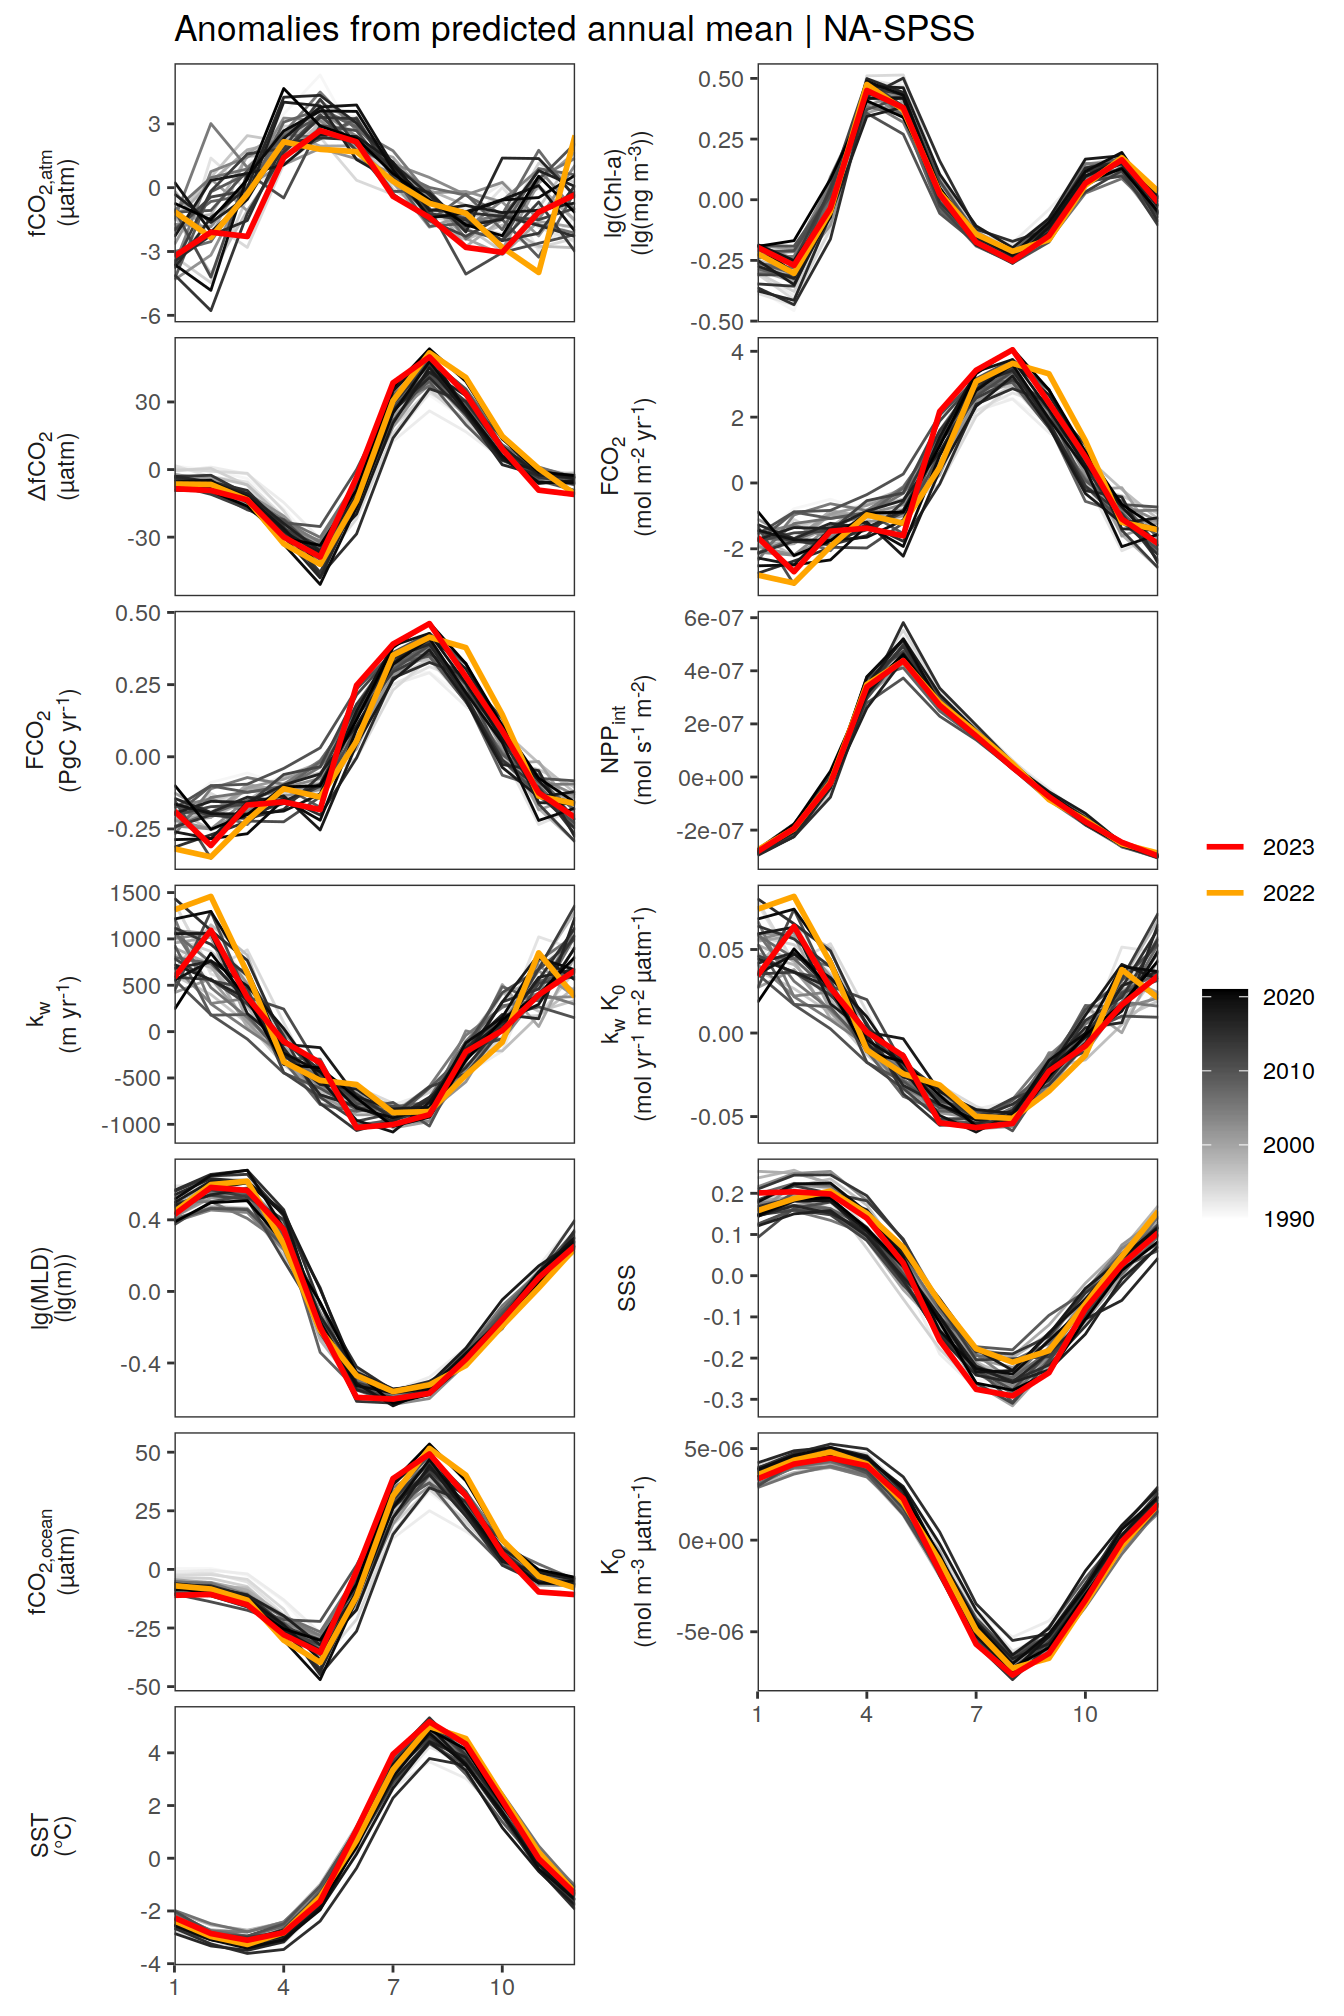 Anomalies from predicted annual mean | NA-SPSS
fCO2,atm
(µatm)
3
0
-3
-6
lg(Chl-a)
(lg(mg m-3))
0.50
0.25
0.00
-0.25
-0.50
ΔfCO2
(µatm)
30
0
-30
FCO2
(mol m-2 yr-1)
4
2
0
-2
FCO2
(PgC yr-1)
0.50
0.25
0.00
-0.25
NPPint
(mol s-1 m-2)
6e-07
4e-07
2e-07
0e+00
-2e-07
kw
(m yr-1)
1500
1000
500
0
-500
-1000
kw K0
(mol yr-1 m-2 µatm-1)
0.05
0.00
-0.05
lg(MLD)
(lg(m))
0.4
0.0
-0.4
SSS
0.2
0.1
0.0
-0.1
-0.2
-0.3
fCO2,ocean
(µatm)
50
25
0
-25
-50
K0
(mol m-3 µatm-1)
5e-06
0e+00
-5e-06
1 4 7 10
SST
(°C)
4
2
0
-2
-4
1 4 7 10
2023
2022
2020
2010
2000
1990